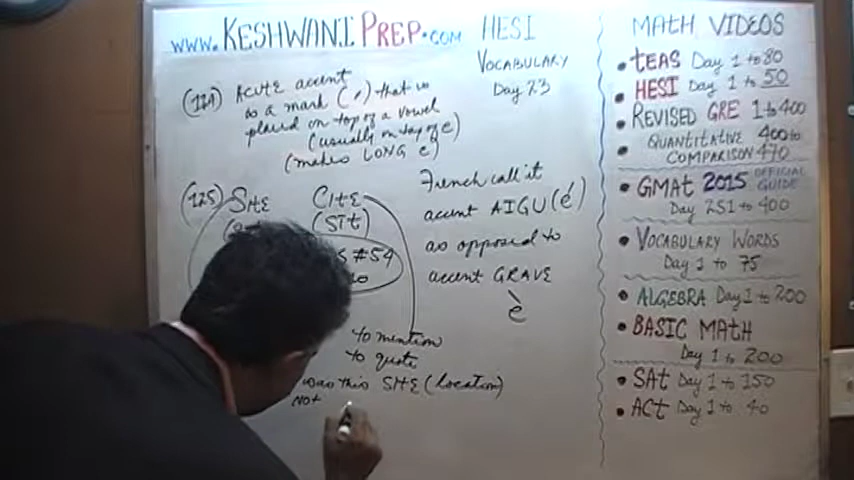 www.KESHWANI PREP.COM
HESI
VOCABULARY
Day 23
(124) ACUTE accent
is a mark (´) that is
placed on top of a vowel
(usually on top of e)
(makes LONG e)
(125) SITE CITE
(SIT)
#54
to mention
to quote
was this SITE (location)
NOT
French call it
accent AIGU (é)
as opposed to
accent GRAVE
è
MATH VIDEOS
• TEAS Day 1 to 80
• HESI Day 1 to 50
• REVISED GRE 1 to 400
• QUANTITATIVE 400 to
COMPARISON 470
• GMAT 2015 OFFICIAL GUIDE
Day 251 to 400
• VOCABULARY WORDS
Day 1 to 75
• ALGEBRA Day 1 to 200
• BASIC MATH
Day 1 to 200
• SAT Day 1 to 150
• ACT Day 1 to 40